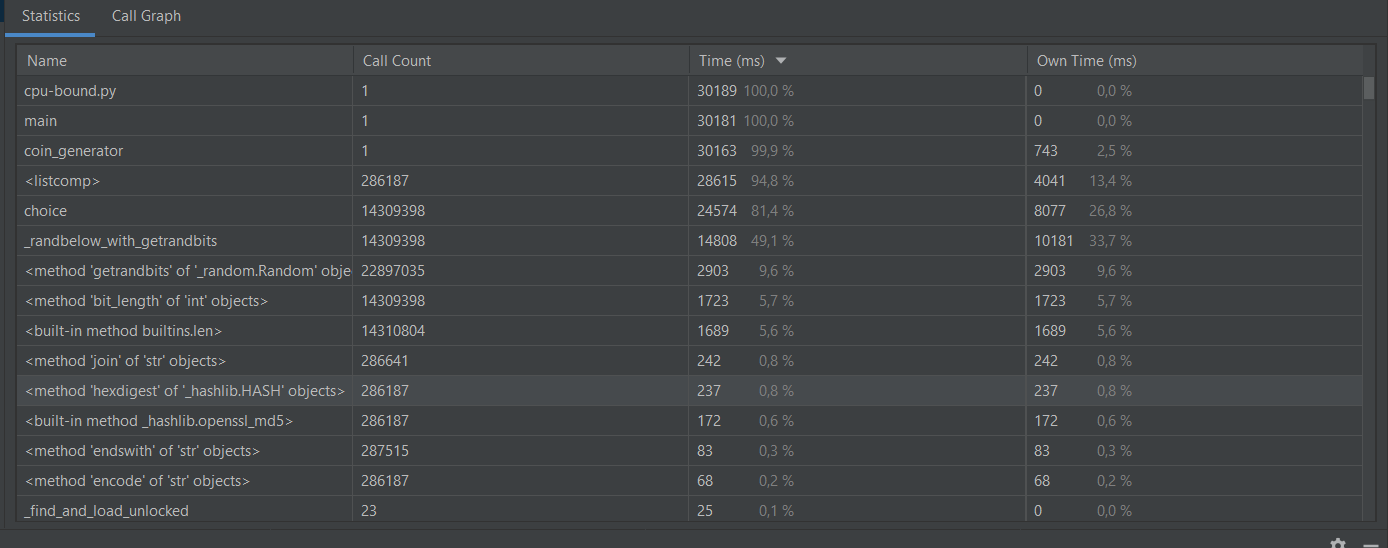 Statistics Call Graph
Name Call Count Time (ms) Own Time (ms)
cpu-bound.py 1 30189 100,0 % 0 0,0 %
main 1 30181 100,0 % 0 0,0 %
coin_generator 1 30163 99,9 % 743 2,5 %
<listcomp> 286187 28615 94,8 % 4041 13,4 %
choice 14309398 24574 81,4 % 8077 26,8 %
_randbelow_with_getrandbits 14309398 14808 49,1 % 10181 33,7 %
<method 'getrandbits' of '_random.Random' obje 22897035 2903 9,6 % 2903 9,6 %
<method 'bit_length' of 'int' objects> 14309398 1723 5,7 % 1723 5,7 %
<built-in method builtins.len> 14310804 1689 5,6 % 1689 5,6 %
<method 'join' of 'str' objects> 286641 242 0,8 % 242 0,8 %
<method 'hexdigest' of '_hashlib.HASH' objects> 286187 237 0,8 % 237 0,8 %
<built-in method _hashlib.openssl_md5> 286187 172 0,6 % 172 0,6 %
<method 'endswith' of 'str' objects> 287515 83 0,3 % 83 0,3 %
<method 'encode' of 'str' objects> 286187 68 0,2 % 68 0,2 %
_find_and_load_unlocked 23 25 0,1 % 0 0,0 %